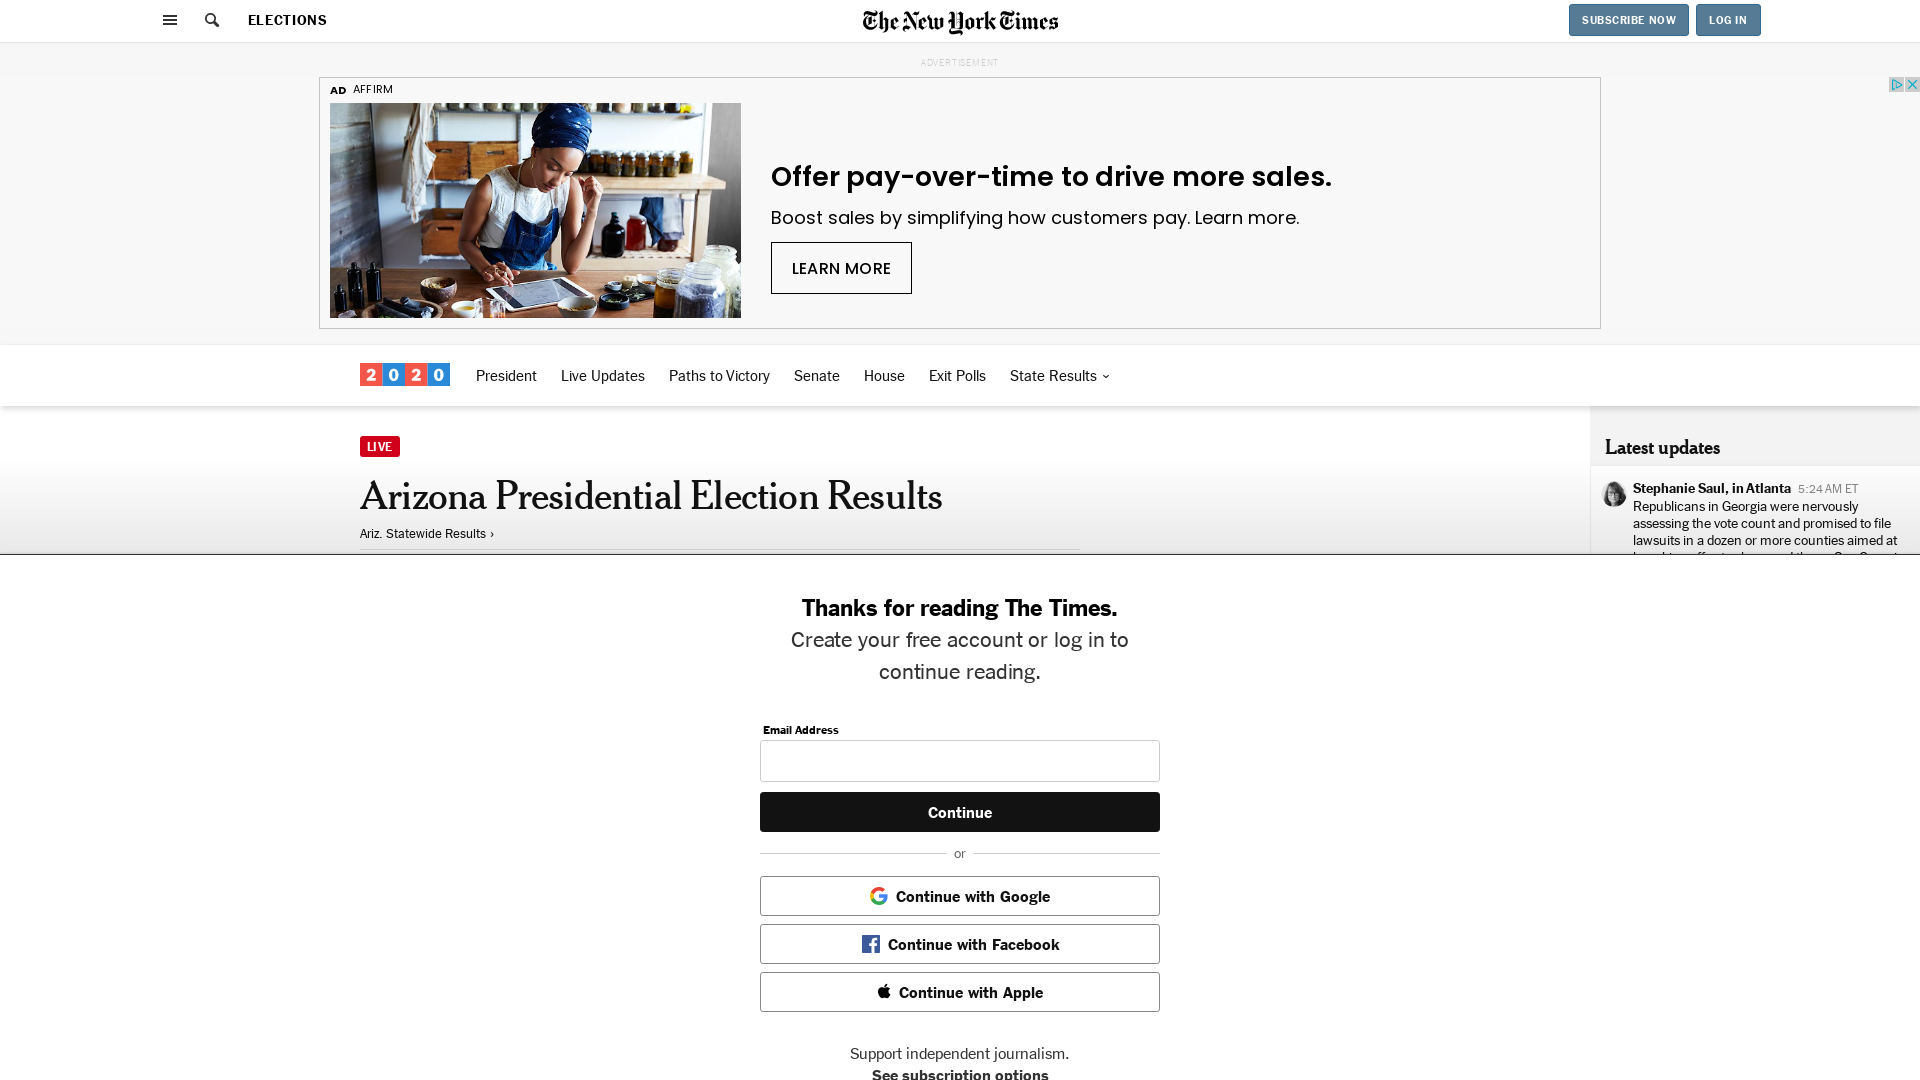 ELECTIONS
The New York Times
SUBSCRIBE NOW
LOG IN
ADVERTISEMENT
AD AFFIRM
Offer pay-over-time to drive more sales.
Boost sales by simplifying how customers pay. Learn more.
LEARN MORE
2020
President
Live Updates
Paths to Victory
Senate
House
Exit Polls
State Results
LIVE
Arizona Presidential Election Results
Ariz. Statewide Results ›
Latest updates
Stephanie Saul, in Atlanta 5:24 AM ET
Republicans in Georgia were nervously
assessing the vote count and promised to file
lawsuits in a dozen or more counties aimed at
Thanks for reading The Times.
Create your free account or log in to
continue reading.
Email Address
Continue
or
Continue with Google
Continue with Facebook
Continue with Apple
Support independent journalism.
See subscription options